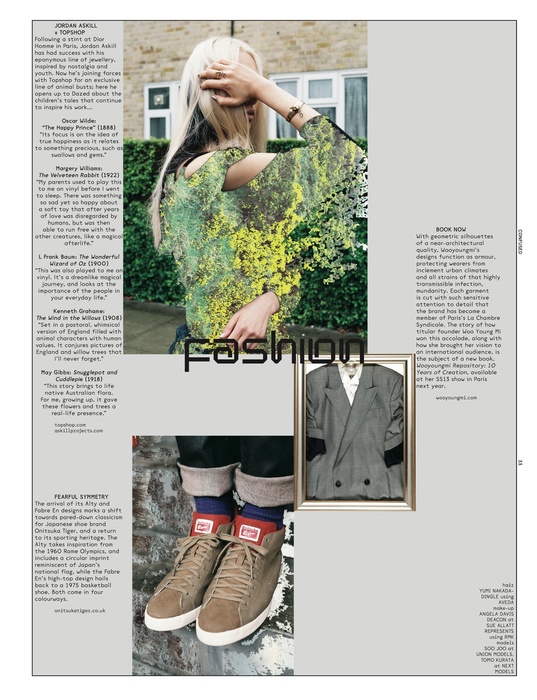 JORDAN ASKILL
x TOPSHOP
Following a stint at Dior
Homme in Paris, Jordan Askill
has had success with his
eponymous line of jewellery,
inspired by nostalgia and
youth. Now he's joining forces
with Topshop for an exclusive
line of animal busts; here he
opens up to Dazed about the
children's tales that continue
to inspire his work...
Oscar Wilde:
"The Happy Prince" (1888)
"Its focus is on the idea of
true happiness as it relates
to something precious, such as
swallows and gems."
Margery Williams:
The Velveteen Rabbit (1922)
"My parents used to play this
to me on vinyl before I went
to sleep. There was something
so sad yet so happy about
a soft toy that after years
of love was disregarded by
humans, but was then
able to run free with the
other creatures, like a magical
afterlife."
L Frank Baum: The Wonderful
Wizard of Oz (1900)
"This was also played to me on
vinyl. It's a dreamlike magical
journey, and looks at the
importance of the people in
your everyday life."
Kenneth Grahame:
The Wind in the Willows (1908)
"Set in a pastoral, whimsical
version of England filled with
animal characters with human
values. It conjures pictures of
England and willow trees that
I'll never forget."
May Gibbs: Snugglepot and
Cuddlepie (1918)
"This story brings to life
native Australian flora.
For me, growing up, it gave
these flowers and trees a
real-life presence."
topshop.com
askillprojects.com
FEARFUL SYMMETRY
The arrival of its Alty and
Fabre En designs marks a shift
towards pared-down classicism
for Japanese shoe brand
Onitsuka Tiger, and a return
to its sporting heritage. The
Alty takes inspiration from
the 1960 Rome Olympics, and
includes a circular imprint
reminiscent of Japan's
national flag, while the Fabre
En's high-top design hails
back to a 1975 basketball
shoe. Both come in four
colourways.
onitsukatiger.co.uk
fashion
BOOK NOW
With geometric silhouettes
of a near-architectural
quality, Wooyoungmi's
designs function as armour,
protecting wearers from
inclement urban climates
and all strains of that highly
transmissible infection,
mundanity. Each garment
is cut with such sensitive
attention to detail that
the brand has become a
member of Paris's La Chambre
Syndicale. The story of how
titular founder Woo Young Mi
won this accolade, along with
how she brought her vision to
an international audience, is
the subject of a new book,
Wooyoungmi Repository: 10
Years of Creation, available
at her SS13 show in Paris
next year.
wooyoungmi.com
CONFUSED
55
hair
YUMI NAKADA-
DINGLE using
AVEDA
make-up
ANGELA DAVIS
DEACON at
SUE ALLATT
REPRESENTS
using RMK
models
SOO JOO at
UNION MODELS,
TOMO KURATA
at NEXT
MODELS